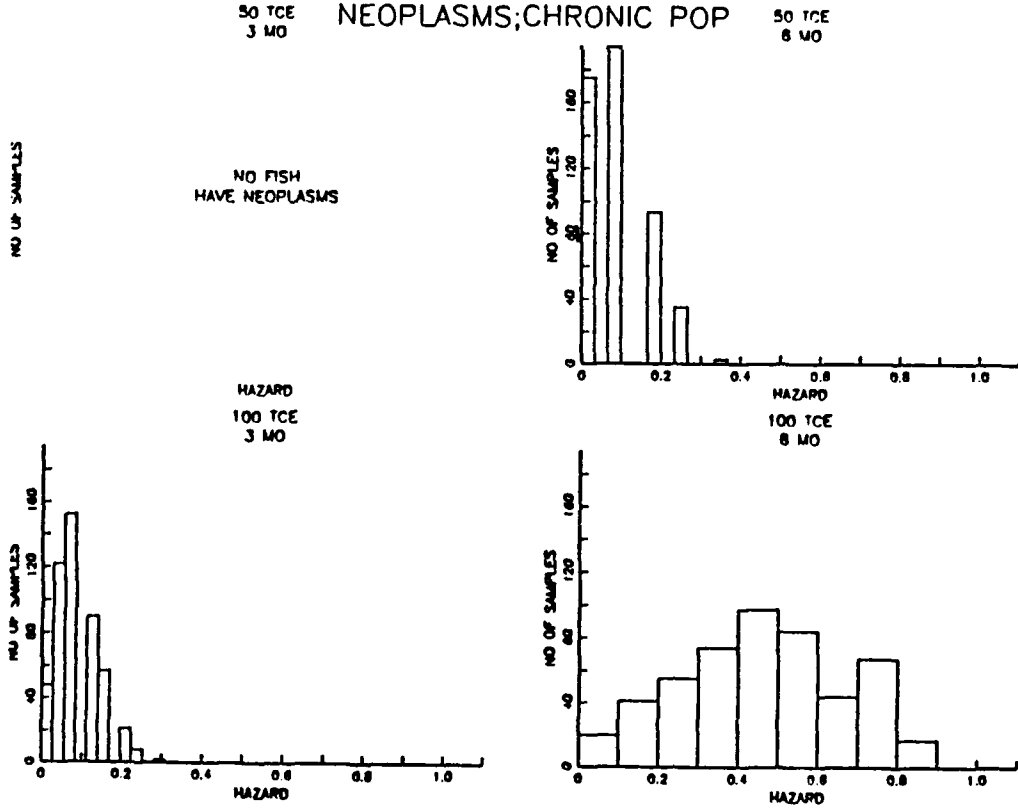 NEOPLASMS;CHRONIC POP
50 TCE
3 MO
NO OF SAMPLES
NO FISH
HAVE NEOPLASMS
HAZARD
50 TCE
6 MO
NO OF SAMPLES
0 40 80 120 160
0 0.2 0.4 0.6 0.8 1.0
HAZARD
100 TCE
3 MO
NO OF SAMPLES
0 40 80 120 160
0 0.2 0.4 0.6 0.8 1.0
HAZARD
100 TCE
6 MO
NO OF SAMPLES
0 40 80 120 160
0 0.2 0.4 0.6 0.8 1.0
HAZARD